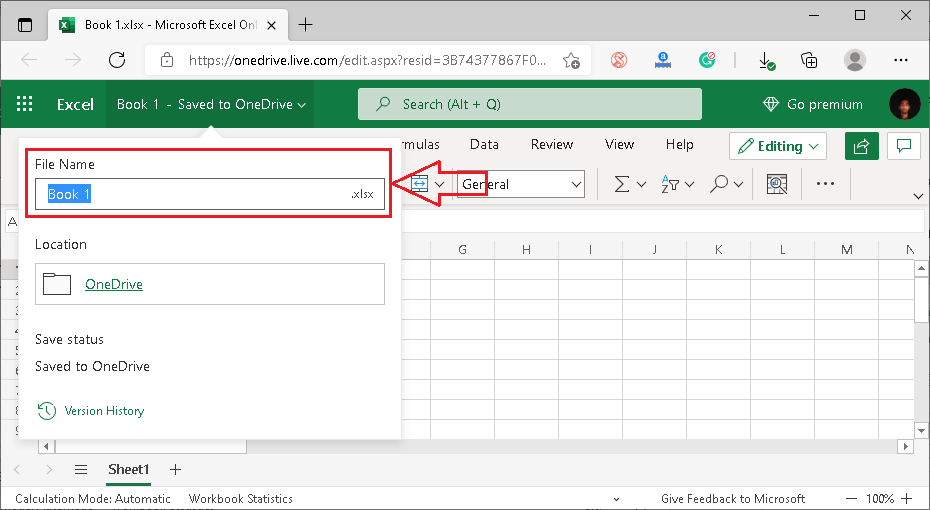 Book 1.xlsx - Microsoft Excel Onl
https://onedrive.live.com/edit.aspx?resid=3B74377867F0...
Excel
Book 1 - Saved to OneDrive
Search (Alt + Q)
Go premium
File Name
Book 1 .xlsx
Location
OneDrive
Save status
Saved to OneDrive
Version History
rmulas Data Review View Help
Editing
General
A
G H I J K L M N
Sheet1
Calculation Mode: Automatic Workbook Statistics
Give Feedback to Microsoft
100%